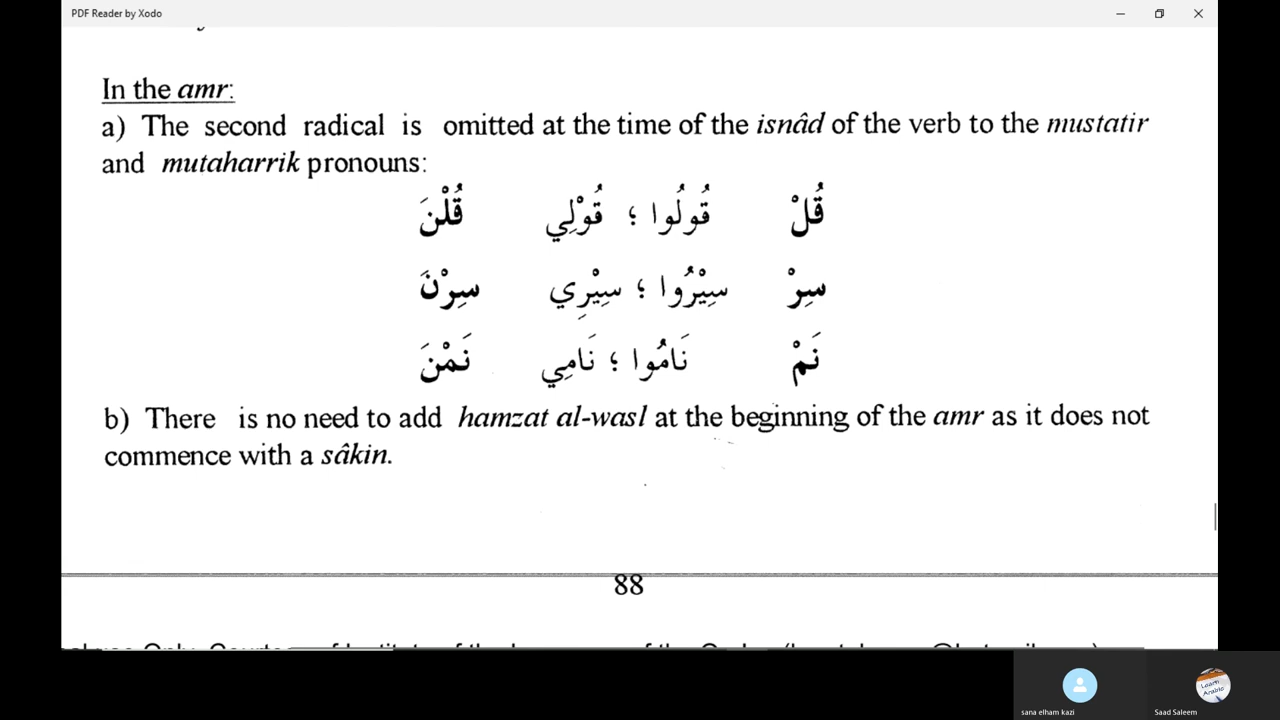 PDF Reader by Xodo
In the amr:
a) The second radical is omitted at the time of the isnâd of the verb to the mustatir
and mutaharrik pronouns:
قُلْ قُولُوا ؛ قُوْلِي قُلْنَ
سِرْ سِيْرُوا ؛ سِيْرِي سِرْنَ
نَمْ نَامُوا ؛ نَامِي نَمْنَ
b) There is no need to add hamzat al-wasl at the beginning of the amr as it does not
commence with a sâkin.
88
sana elham kazi
Saad Saleem
Learn
Arabic